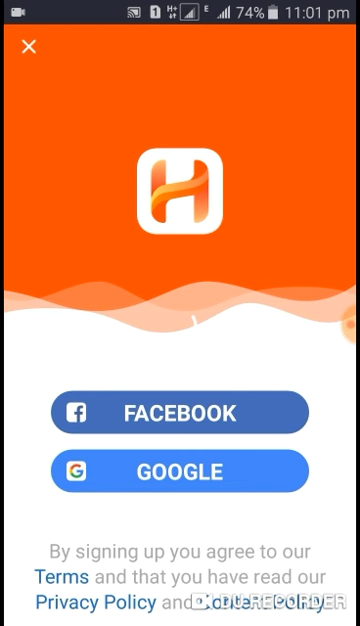 1 H+ E 74% 11:01 pm
H
FACEBOOK
G GOOGLE
By signing up you agree to our
Terms and that you have read our
Privacy Policy and
DU RECORDER